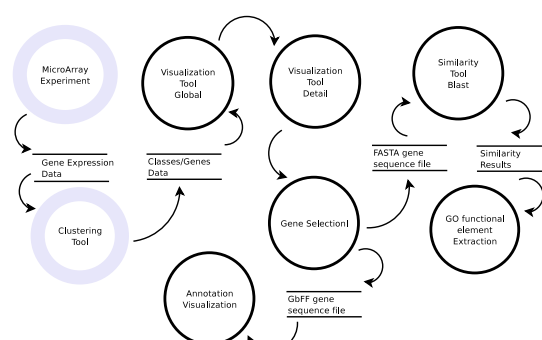 MicroArray
Experiment
Gene Expression
Data
Clustering
Tool
Visualization
Tool
Global
Classes/Genes
Data
Visualization
Tool
Detail
Gene SelectionI
GbFF gene
sequence file
Annotation
Visualization
FASTA gene
sequence file
Similarity
Tool
Blast
Similarity
Results
GO functional
element
Extraction